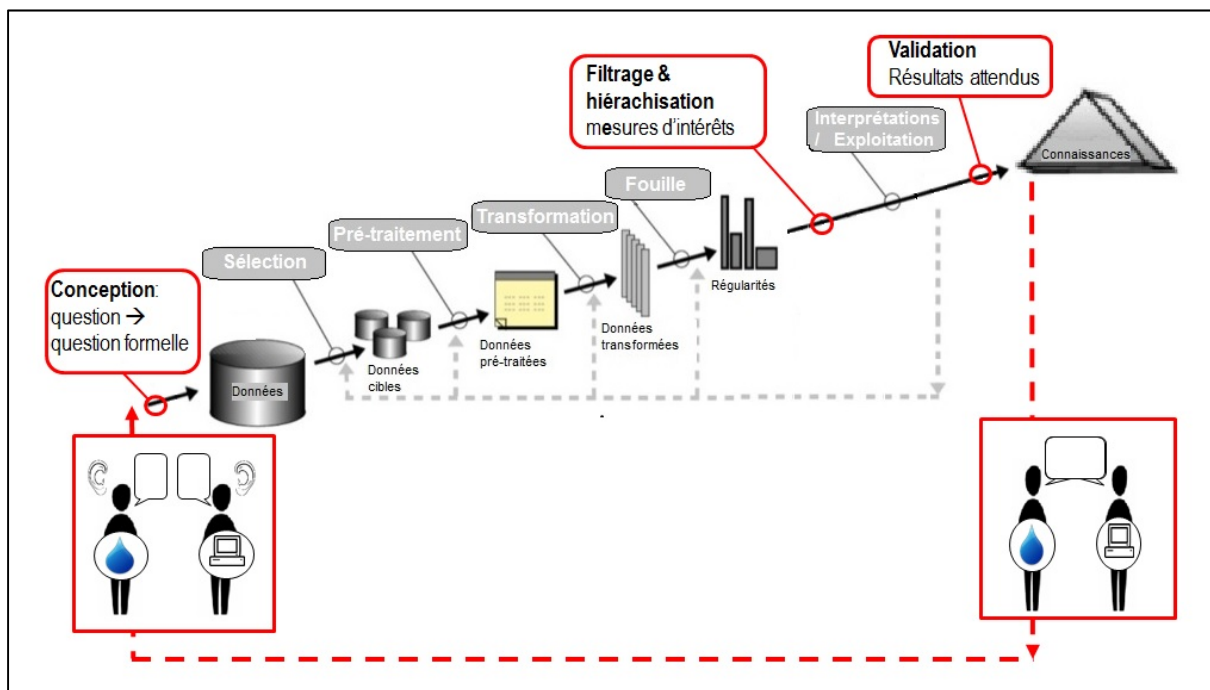 Validation
Résultats attendus
Filtrage &
hiérachisation
mesures d'intérêts
Interprétations
/ Exploitation
Connaissances
Fouille
Transformation
Pré-traitement
Sélection
Conception:
question →
question formelle
Données
Données
cibles
Données
pré-traitées
Données
transformées
Régularités